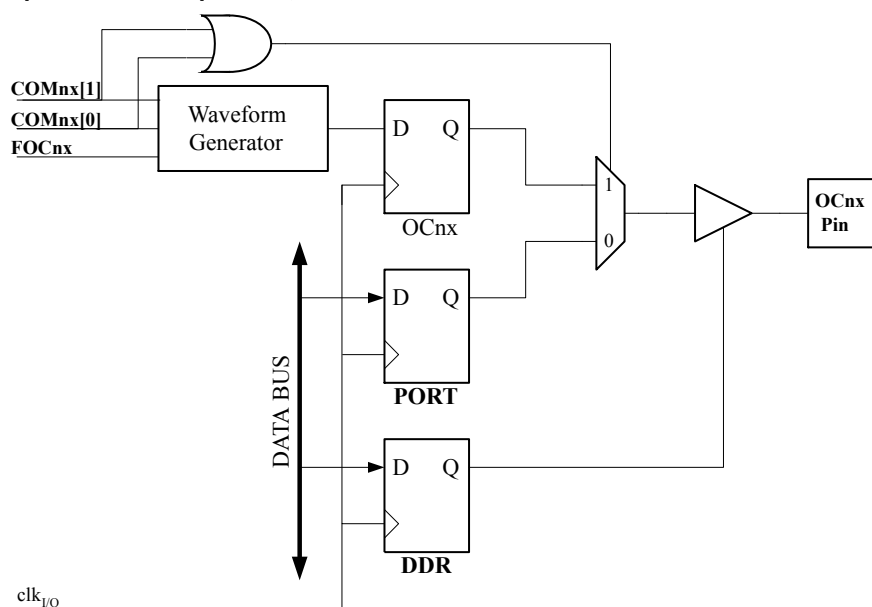 COMnx[1]
COMnx[0]
FOCnx
Waveform
Generator
D Q
OCnx
1
0
OCnx
Pin
D Q
PORT
DATA BUS
D Q
DDR
clkI/O